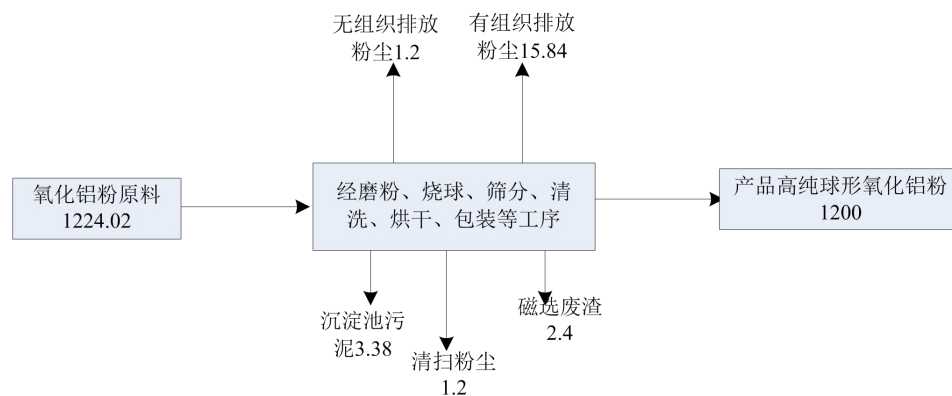 无组织排放
粉尘1.2
有组织排放
粉尘15.84
氧化铝粉原料
1224.02
经磨粉、烧球、筛分、清
洗、烘干、包装等工序
产品高纯球形氧化铝粉
1200
沉淀池污
泥3.38
清扫粉尘
1.2
磁选废渣
2.4